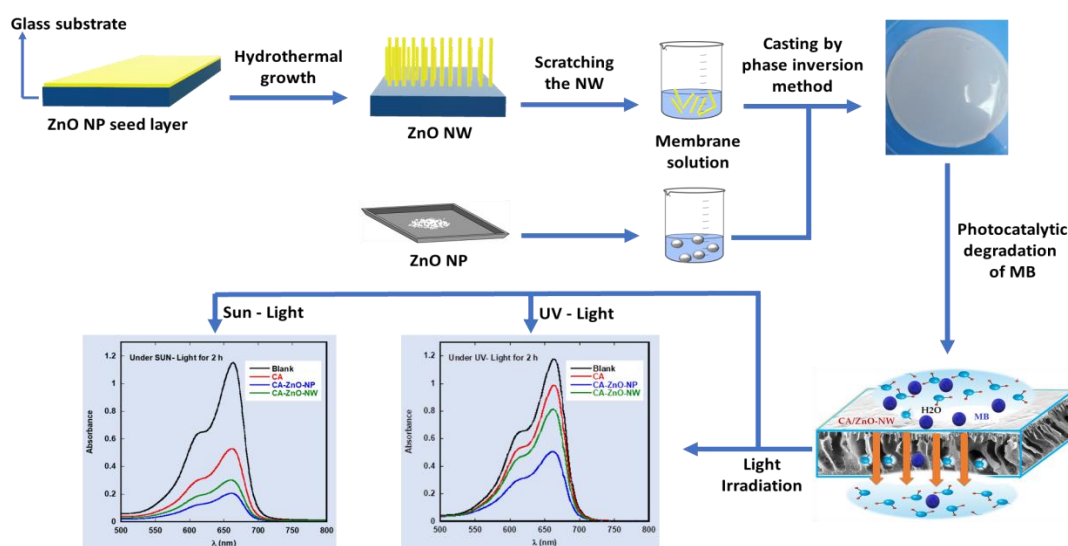 Glass substrate
ZnO NP seed layer
Hydrothermal
growth
ZnO NW
Scratching
the NW
Membrane
solution
Casting by
phase inversion
method
ZnO NP
Photocatalytic
degradation
of MB
Sun - Light
UV - Light
Under SUN- Light for 2 h
Blank
CA
CA-ZnO-NP
CA-ZnO-NW
Absorbance
1.2
1
0.8
0.6
0.4
0.2
0
500
550
600
650
700
750
800
λ (nm)
Under UV- Light for 2 h
Blank
CA
CA-ZnO-NP
CA-ZnO-NW
Absorbance
1.2
1
0.8
0.6
0.4
0.2
0
500
550
600
650
700
750
800
λ (nm)
Light
Irradiation
H2O
CA/ZnO-NW
MB